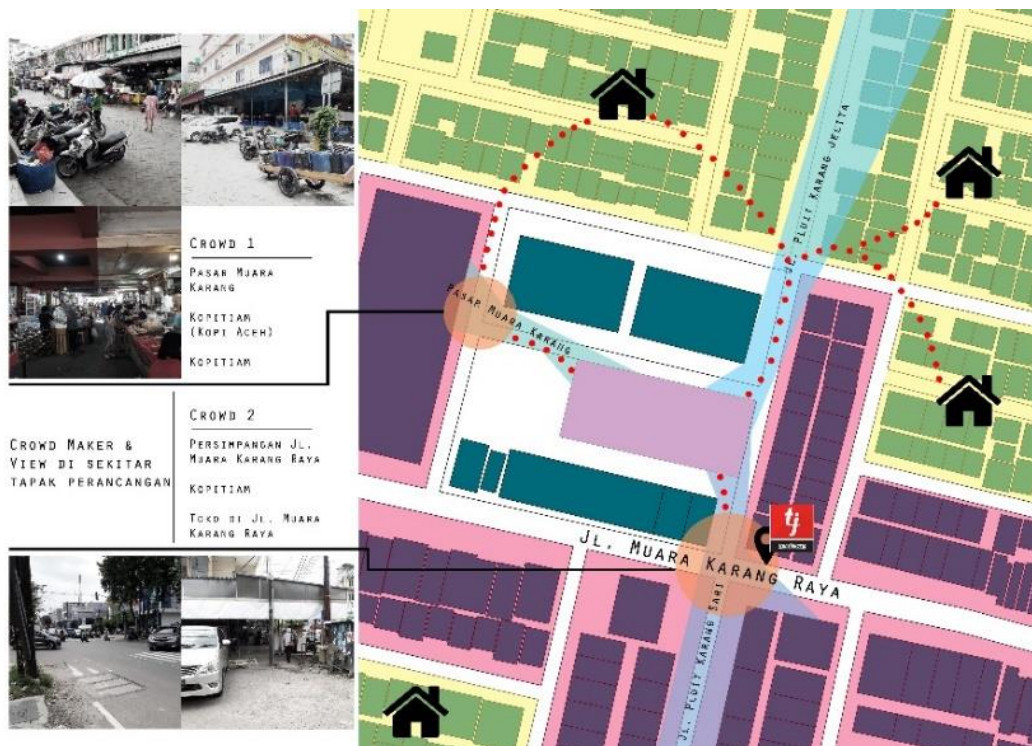 CROWD 1
PASAR MUARA
KARANG
KOPITIAM
(KOPI ACEH)
KOPITIAM
CROWD MAKER &
VIEW DI SEKITAR
TAPAK PERANCANGAN
CROWD 2
PERSIMPANGAN JL.
MUARA KARANG RAYA
KOPITIAM
TOKO DI JL. MUARA
KARANG RAYA
JL. PLUIT KARANG JELITA
PASAR MUARA KARANG
tj
JL. MUARA KARANG RAYA
JL. PLUIT KARANG SARI